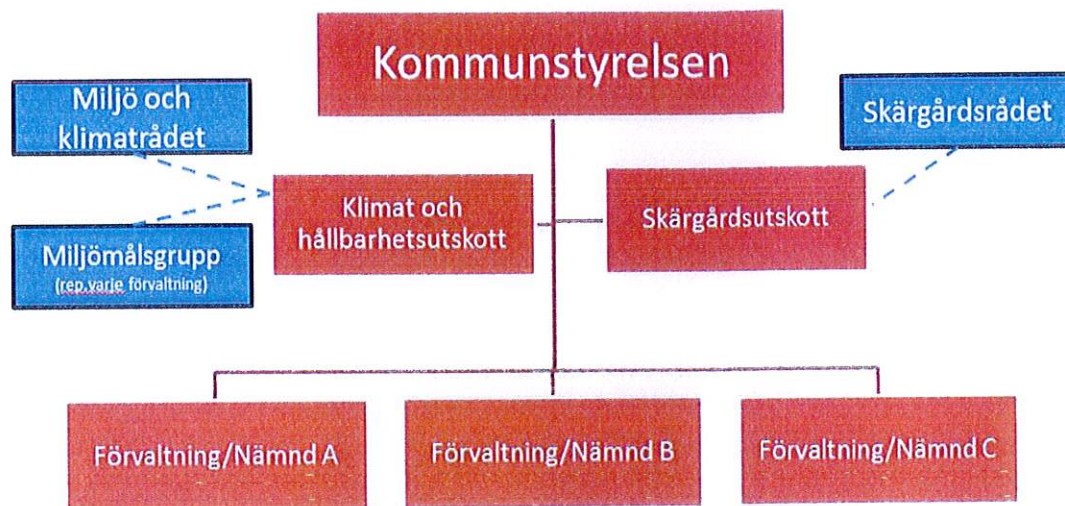 Kommunstyrelsen
Miljö och
klimatrådet
Skärgårdsrådet
Klimat och
hållbarhetsutskott
Skärgårdsutskott
Miljömålsgrupp
(rep.varje förvaltning)
Förvaltning/Nämnd A
Förvaltning/Nämnd B
Förvaltning/Nämnd C